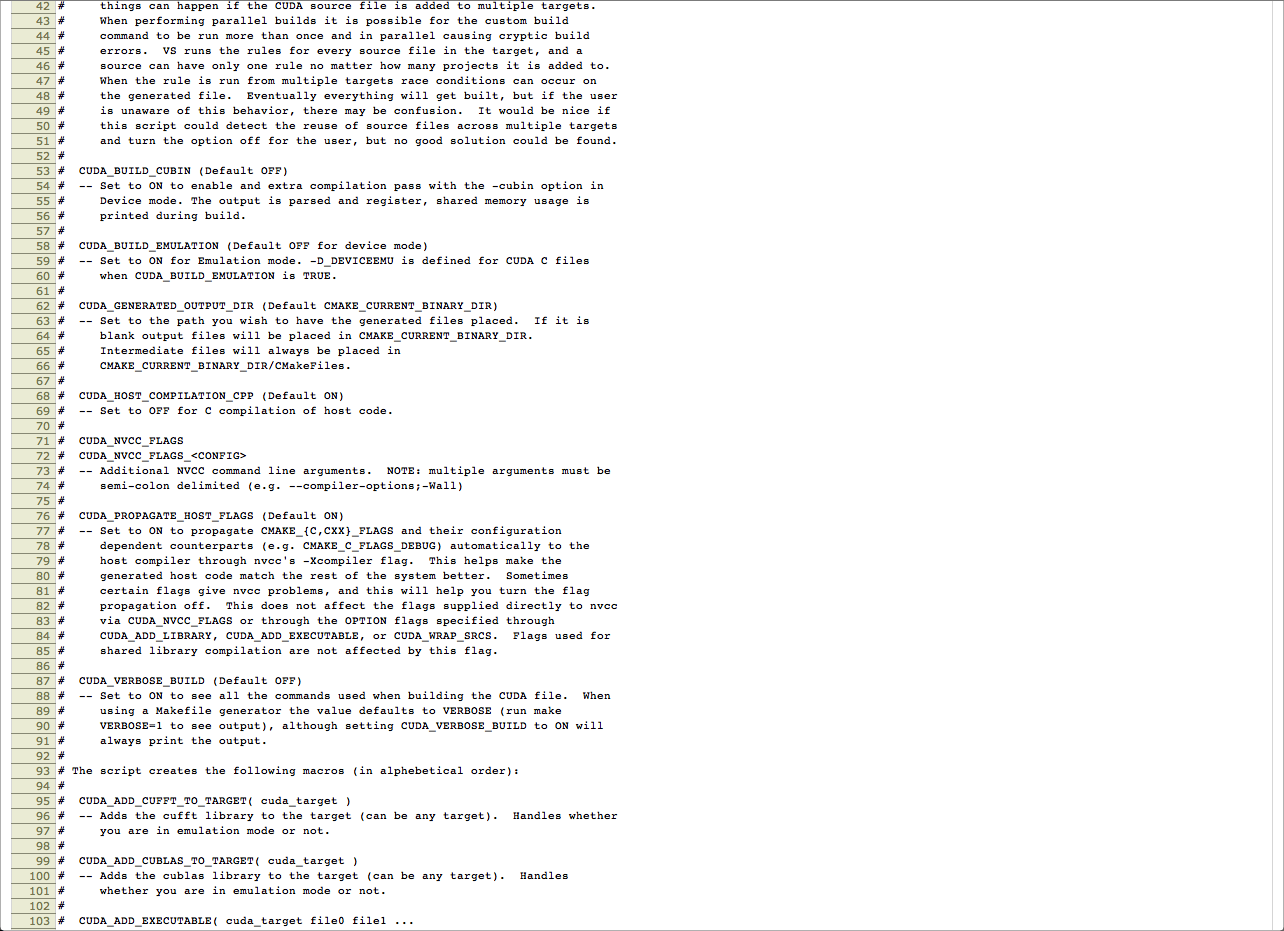 42 #     things can happen if the CUDA source file is added to multiple targets.
43 #     When performing parallel builds it is possible for the custom build
44 #     command to be run more than once and in parallel causing cryptic build
45 #     errors.  VS runs the rules for every source file in the target, and a
46 #     source can have only one rule no matter how many projects it is added to.
47 #     When the rule is run from multiple targets race conditions can occur on
48 #     the generated file.  Eventually everything will get built, but if the user
49 #     is unaware of this behavior, there may be confusion.  It would be nice if
50 #     this script could detect the reuse of source files across multiple targets
51 #     and turn the option off for the user, but no good solution could be found.
52 #
53 #  CUDA_BUILD_CUBIN (Default OFF)
54 #  -- Set to ON to enable and extra compilation pass with the -cubin option in
55 #     Device mode. The output is parsed and register, shared memory usage is
56 #     printed during build.
57 #
58 #  CUDA_BUILD_EMULATION (Default OFF for device mode)
59 #  -- Set to ON for Emulation mode. -D_DEVICEEMU is defined for CUDA C files
60 #     when CUDA_BUILD_EMULATION is TRUE.
61 #
62 #  CUDA_GENERATED_OUTPUT_DIR (Default CMAKE_CURRENT_BINARY_DIR)
63 #  -- Set to the path you wish to have the generated files placed.  If it is
64 #     blank output files will be placed in CMAKE_CURRENT_BINARY_DIR.
65 #     Intermediate files will always be placed in
66 #     CMAKE_CURRENT_BINARY_DIR/CMakeFiles.
67 #
68 #  CUDA_HOST_COMPILATION_CPP (Default ON)
69 #  -- Set to OFF for C compilation of host code.
70 #
71 #  CUDA_NVCC_FLAGS
72 #  CUDA_NVCC_FLAGS_<CONFIG>
73 #  -- Additional NVCC command line arguments.  NOTE: multiple arguments must be
74 #     semi-colon delimited (e.g. --compiler-options;-Wall)
75 #
76 #  CUDA_PROPAGATE_HOST_FLAGS (Default ON)
77 #  -- Set to ON to propagate CMAKE_{C,CXX}_FLAGS and their configuration
78 #     dependent counterparts (e.g. CMAKE_C_FLAGS_DEBUG) automatically to the
79 #     host compiler through nvcc's -Xcompiler flag.  This helps make the
80 #     generated host code match the rest of the system better.  Sometimes
81 #     certain flags give nvcc problems, and this will help you turn the flag
82 #     propagation off.  This does not affect the flags supplied directly to nvcc
83 #     via CUDA_NVCC_FLAGS or through the OPTION flags specified through
84 #     CUDA_ADD_LIBRARY, CUDA_ADD_EXECUTABLE, or CUDA_WRAP_SRCS.  Flags used for
85 #     shared library compilation are not affected by this flag.
86 #
87 #  CUDA_VERBOSE_BUILD (Default OFF)
88 #  -- Set to ON to see all the commands used when building the CUDA file.  When
89 #     using a Makefile generator the value defaults to VERBOSE (run make
90 #     VERBOSE=1 to see output), although setting CUDA_VERBOSE_BUILD to ON will
91 #     always print the output.
92 #
93 # The script creates the following macros (in alphabetical order):
94 #
95 #  CUDA_ADD_CUFFT_TO_TARGET( cuda_target )
96 #  -- Adds the cufft library to the target (can be any target).  Handles whether
97 #     you are in emulation mode or not.
98 #
99 #  CUDA_ADD_CUBLAS_TO_TARGET( cuda_target )
100 #  -- Adds the cublas library to the target (can be any target).  Handles
101 #     whether you are in emulation mode or not.
102 #
103 #  CUDA_ADD_EXECUTABLE( cuda_target file0 file1 ...